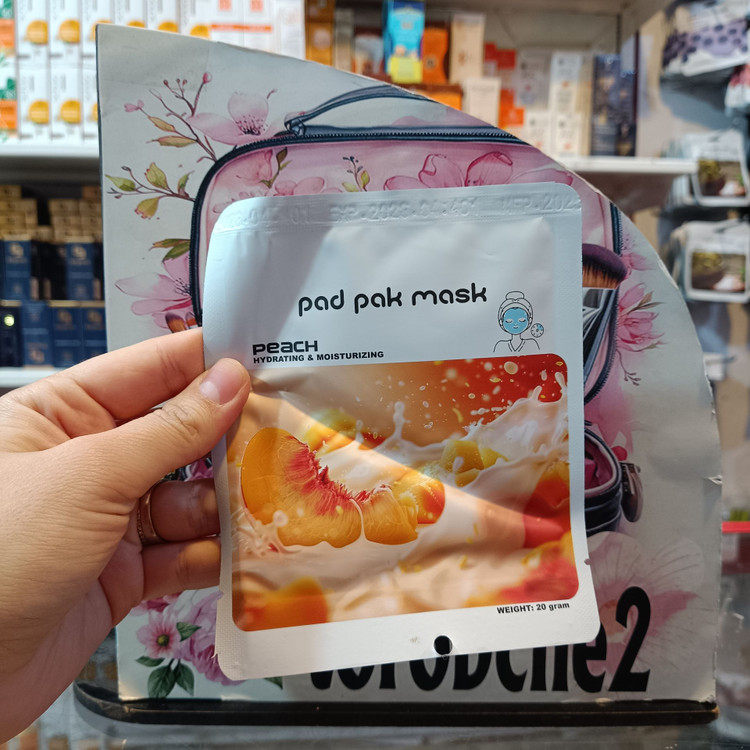 pad pak mask
PEACH
HYDRATING & MOISTURIZING
WEIGHT: 20 gram